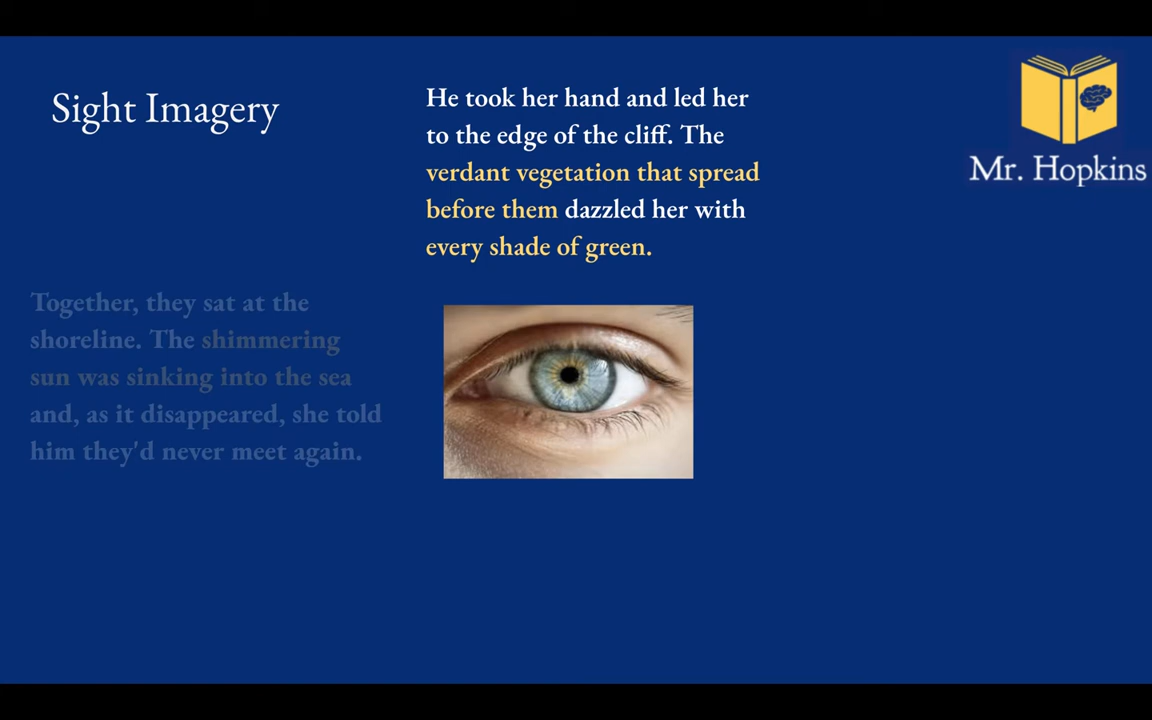 Sight Imagery
He took her hand and led her
to the edge of the cliff. The
verdant vegetation that spread
before them dazzled her with
every shade of green.
Mr. Hopkins
Together, they sat at the
shoreline. The shimmering
sun was sinking into the sea
and, as it disappeared, she told
him they'd never meet again.